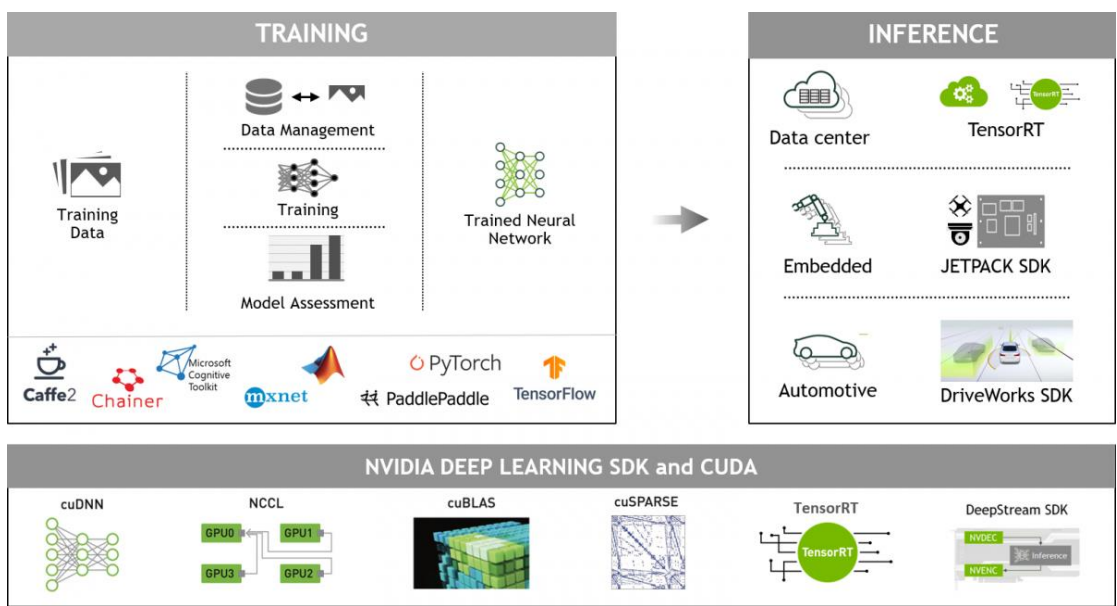 TRAINING
Training
Data
Data Management
Training
Model Assessment
Trained Neural
Network
Caffe2
Chainer
Microsoft
Cognitive
Toolkit
mxnet
PyTorch
PaddlePaddle
TensorFlow
INFERENCE
Data center
TensorRT
TensorRT
Embedded
JETPACK SDK
Automotive
DriveWorks SDK
NVIDIA DEEP LEARNING SDK and CUDA
cuDNN
NCCL
GPU0
GPU1
GPU3
GPU2
cuBLAS
cuSPARSE
TensorRT
TensorRT
DeepStream SDK
NVDEC
Inference
NVENC